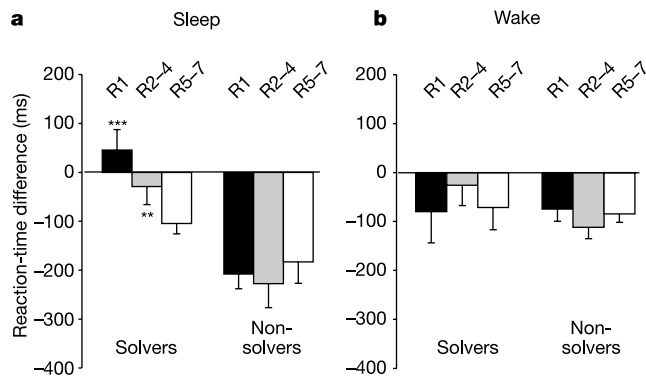 a
Sleep
b
Wake
Reaction-time difference (ms)
200
100
0
−100
−200
−300
−400
R1
R2–4
R5–7
R1
R2–4
R5–7
***
**
Solvers
Non-
solvers
200
100
0
−100
−200
−300
−400
R1
R2–4
R5–7
R1
R2–4
R5–7
Solvers
Non-
solvers